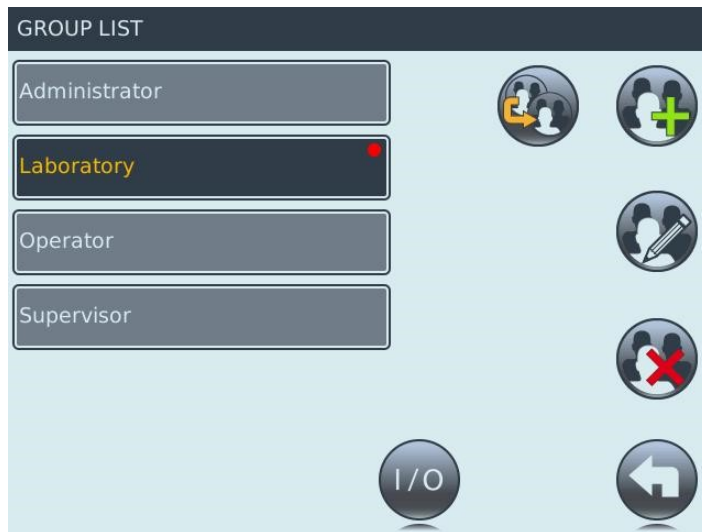 GROUP LIST
Administrator
Laboratory
Operator
Supervisor
I/O